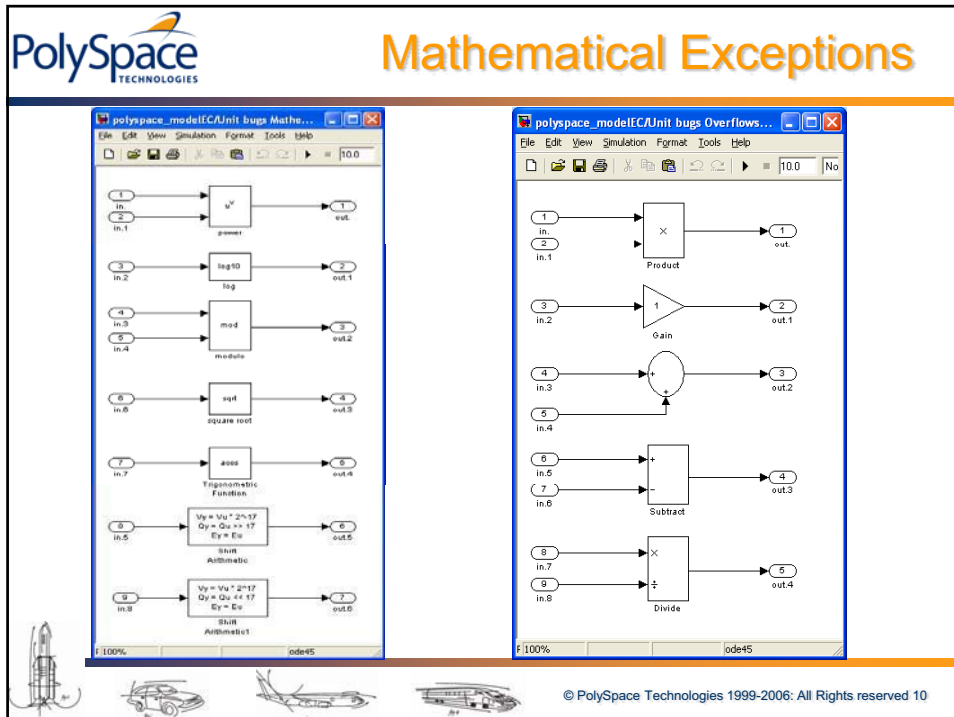 PolySpace
TECHNOLOGIES
Mathematical Exceptions
polyspace_modelEC/Unit bugs Mathe...
File Edit View Simulation Format Tools Help
10.0
1
in.
2
in.1
u^v
power
1
out.
3
in.2
log10
log
2
out.1
4
in.3
5
in.4
mod
modulo
3
out.2
6
in.6
sqrt
square root
4
out.3
7
in.7
acos
Trigonometric
Function
5
out.4
8
in.5
Vy = Vu * 2^17
Qy = Qu >> 17
Ey = Eu
Shift
Arithmetic
6
out.5
9
in.8
Vy = Vu * 2^17
Qy = Qu << 17
Ey = Eu
Shift
Arithmetic1
7
out.6
F 100%
ode45
polyspace_modelEC/Unit bugs Overflows...
File Edit View Simulation Format Tools Help
10.0
No
1
in.
2
in.1
×
Product
1
out.
3
in.2
1
Gain
2
out.1
4
in.3
5
in.4
+
+
3
out.2
6
in.5
7
in.6
+
−
Subtract
4
out.3
8
in.7
9
in.8
×
÷
Divide
5
out.4
F 100%
ode45
© PolySpace Technologies 1999-2006: All Rights reserved 10